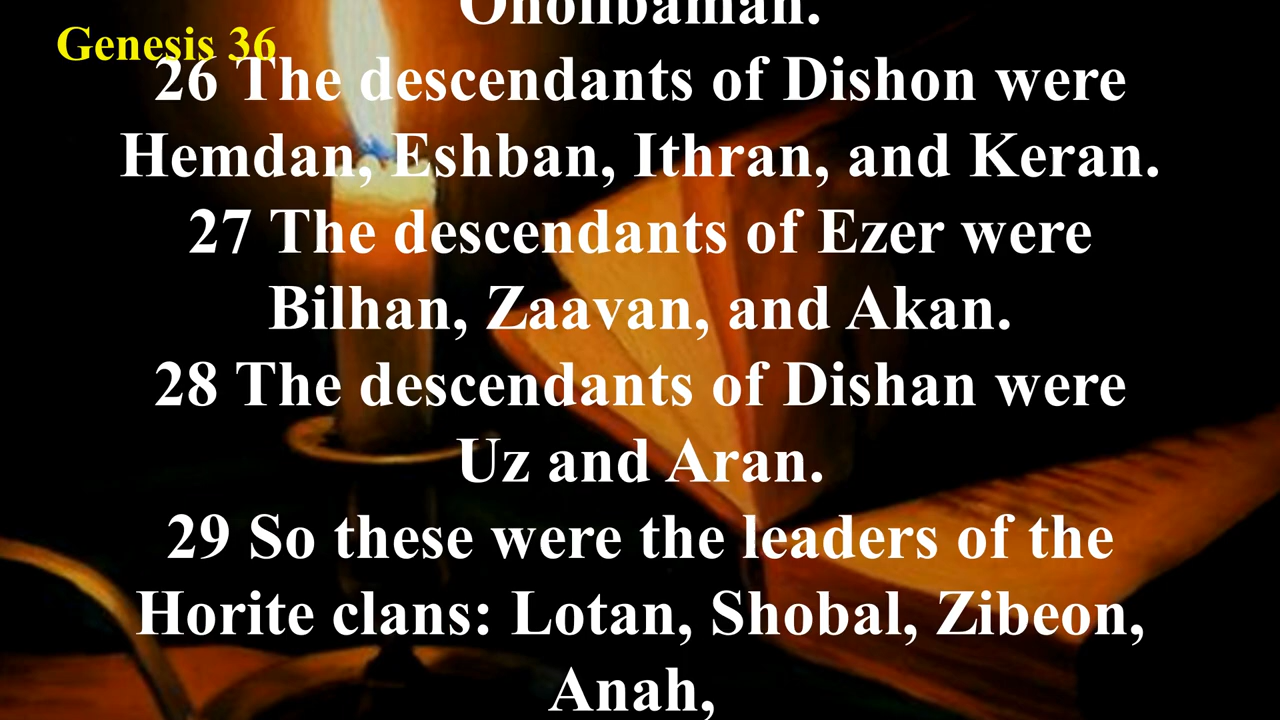 Oholibamah.
Genesis 36
26 The descendants of Dishon were
Hemdan, Eshban, Ithran, and Keran.
27 The descendants of Ezer were
Bilhan, Zaavan, and Akan.
28 The descendants of Dishan were
Uz and Aran.
29 So these were the leaders of the
Horite clans: Lotan, Shobal, Zibeon,
Anah,